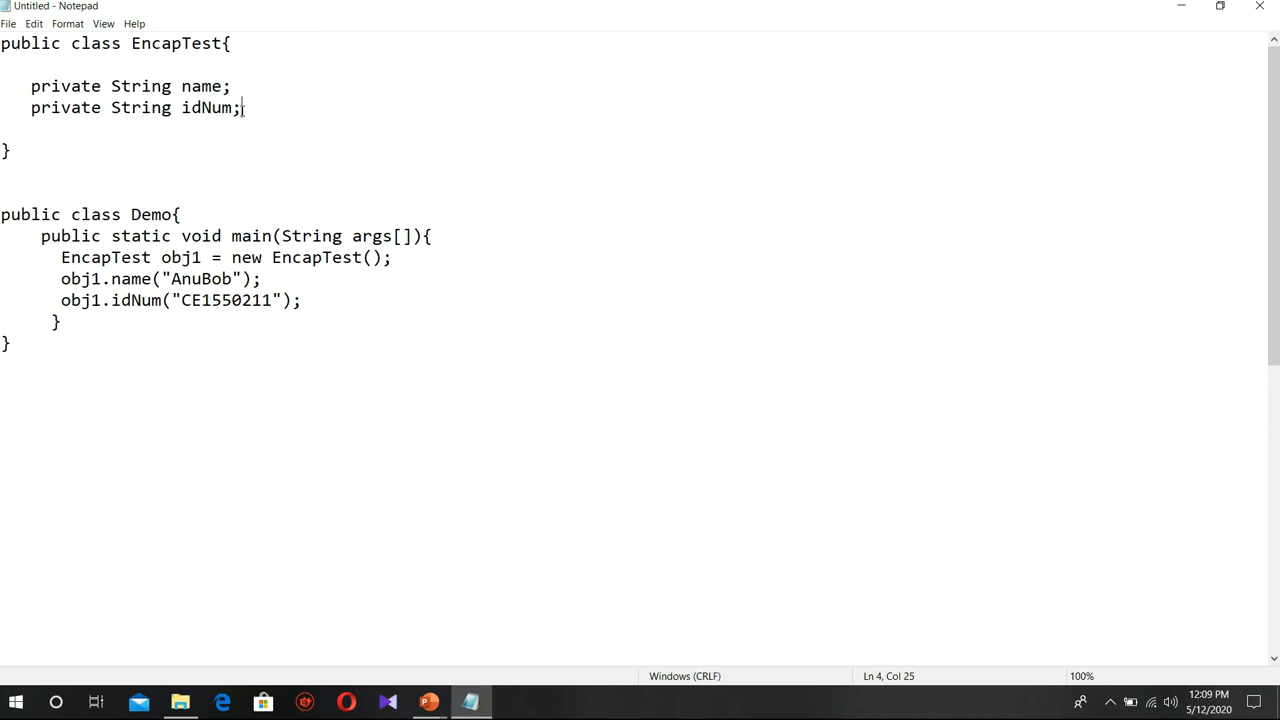 Untitled - Notepad
File Edit Format View Help
public class EncapTest{
private String name;
private String idNum;
}
public class Demo{
public static void main(String args[]){
EncapTest obj1 = new EncapTest();
obj1.name("AnuBob");
obj1.idNum("CE1550211");
}
}
Windows (CRLF) Ln 4, Col 25 100%
12:09 PM
5/12/2020